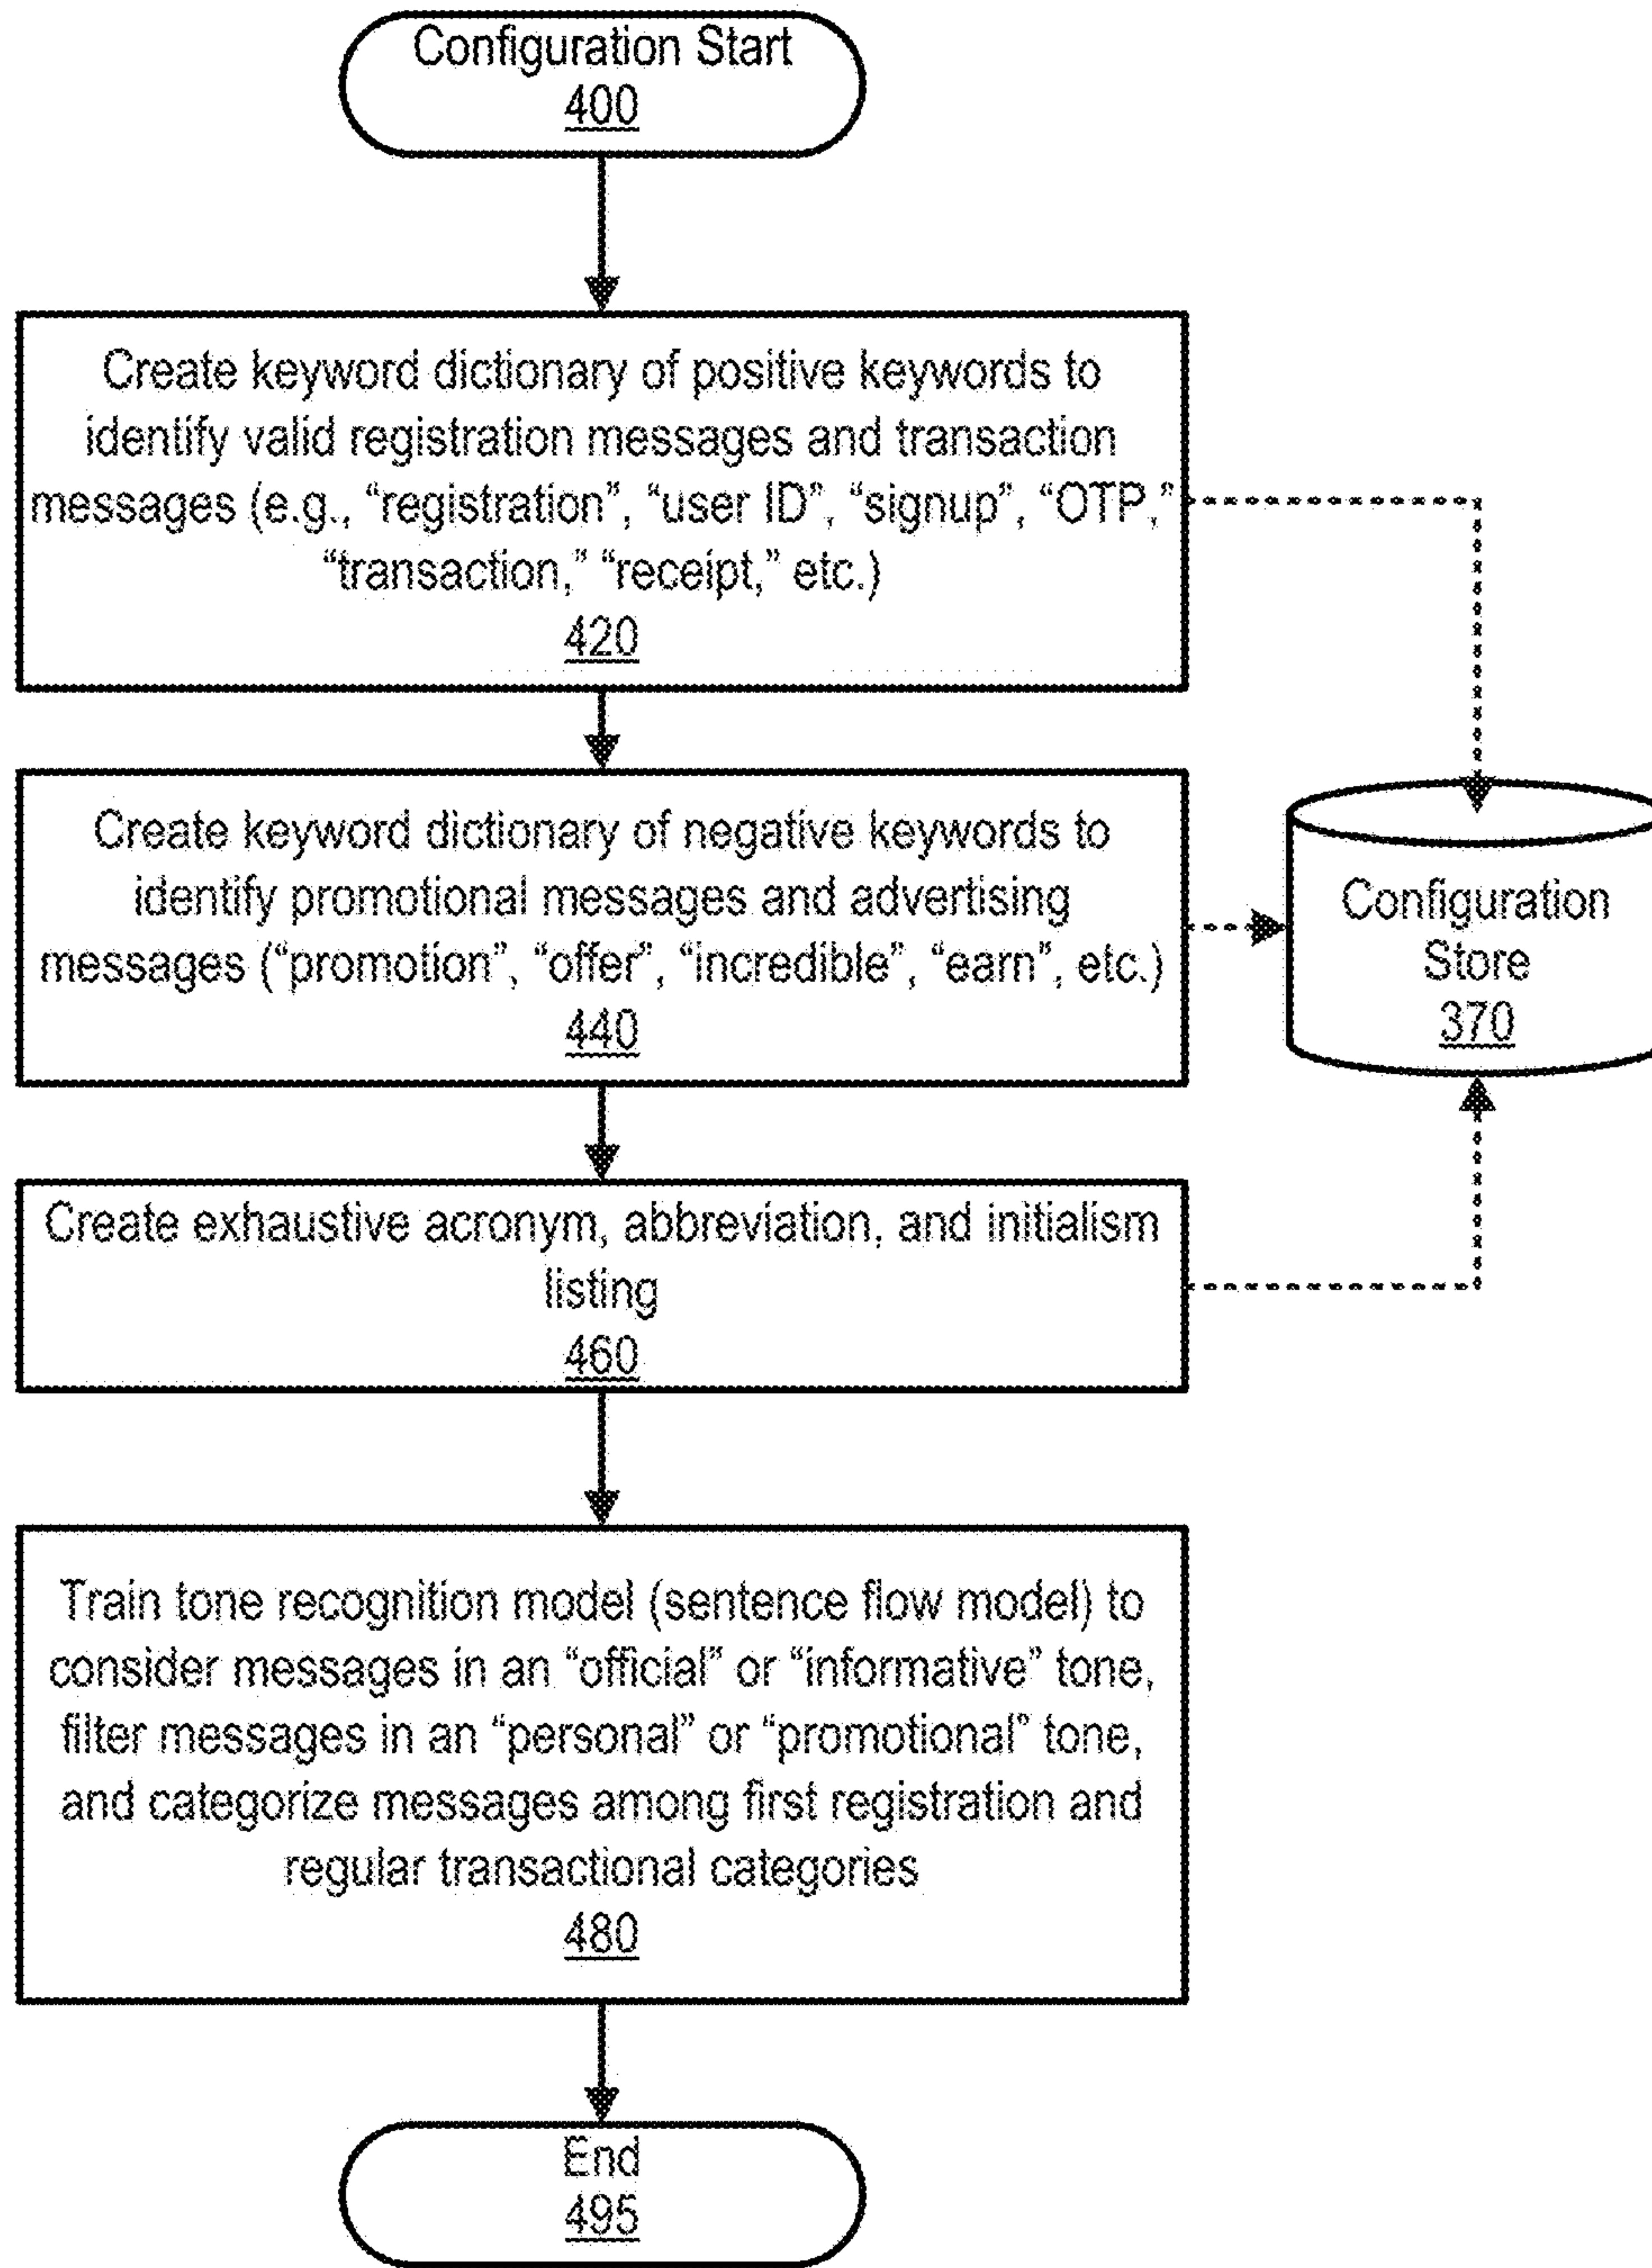 Configuration Start
400
Create keyword dictionary of positive keywords to
identify valid registration messages and transaction
messages (e.g., “registration”, “user ID”, “signup”, “OTP,”
“transaction,” “receipt,” etc.)
420
Create keyword dictionary of negative keywords to
identify promotional messages and advertising
messages (“promotion”, “offer”, “incredible”, “earn”, etc.)
440
Configuration
Store
370
Create exhaustive acronym, abbreviation, and initialism
listing
460
Train tone recognition model (sentence flow model) to
consider messages in an “official” or “informative” tone,
filter messages in an “personal” or “promotional” tone,
and categorize messages among first registration and
regular transactional categories
480
End
495